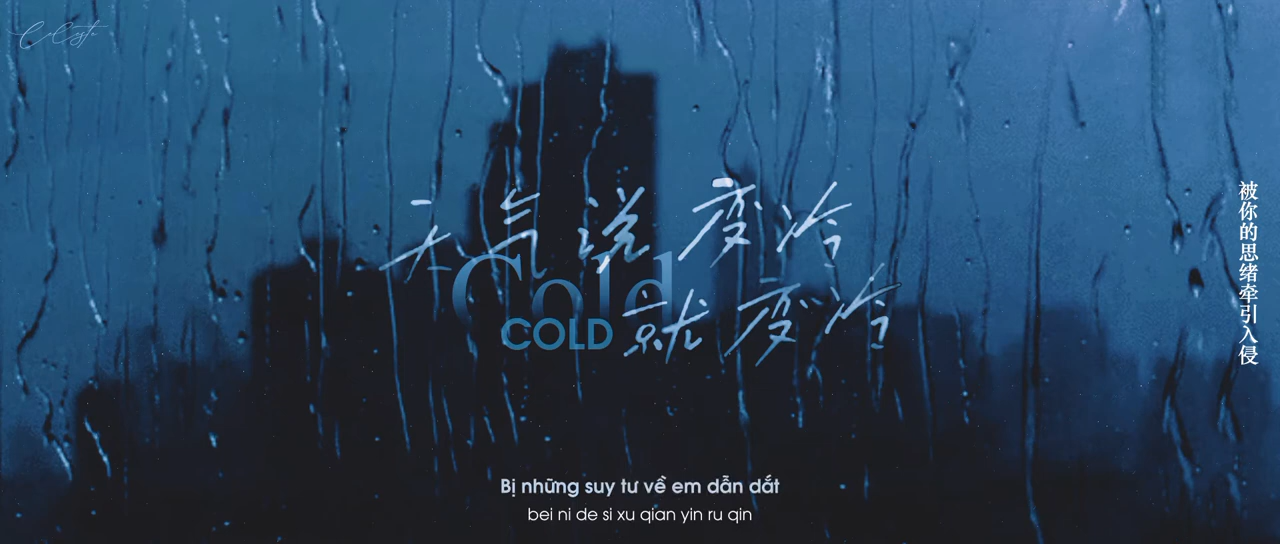 Celeste
天气说变冷
Cold
COLD
就变冷
被你的思绪牵引入侵
Bị những suy tư về em dẫn dắt
bei ni de si xu qian yin ru qin